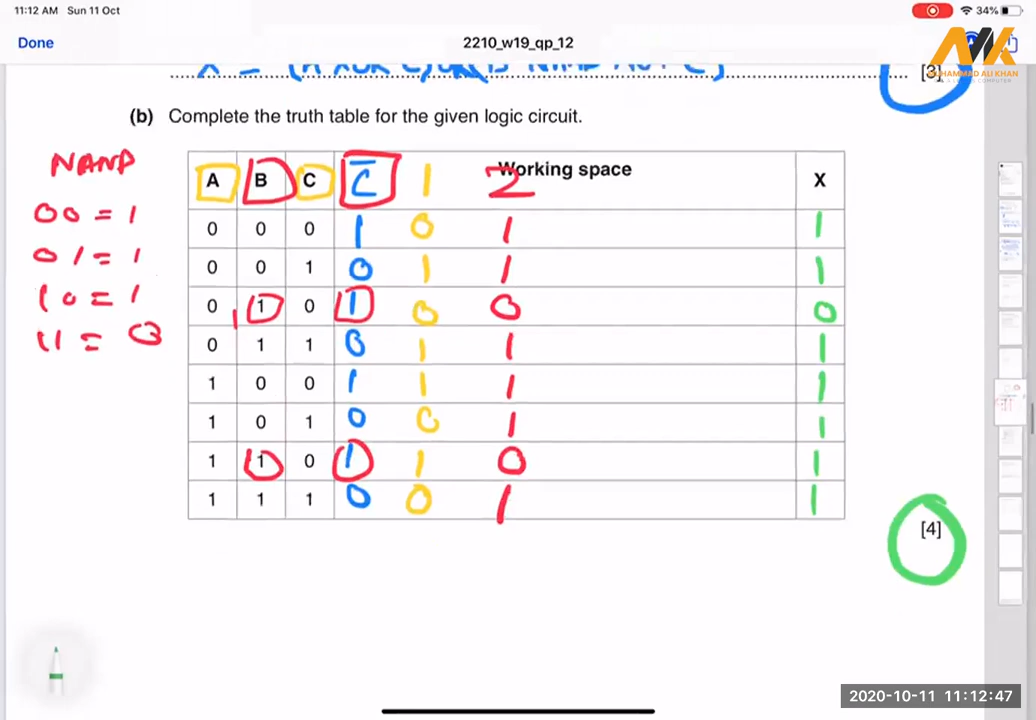 11:12 AM Sun 11 Oct 34%
Done 2210_w19_qp_12
MUHAMMAD ALI KHAN
X = (A XOR C) OR (B NAND NOT C) [3]
(b) Complete the truth table for the given logic circuit.
NAND
00 = 1
01 = 1
10 = 1
11 = 0
A B C C̅ 1 2 Working space X
0 0 0 1 0 1 1
0 0 1 0 1 1 1
0 1 0 1 0 0 0
0 1 1 0 1 1 1
1 0 0 1 1 1 1
1 0 1 0 0 1 1
1 1 0 1 1 0 1
1 1 1 0 0 1 1
[4]
2020-10-11 11:12:47